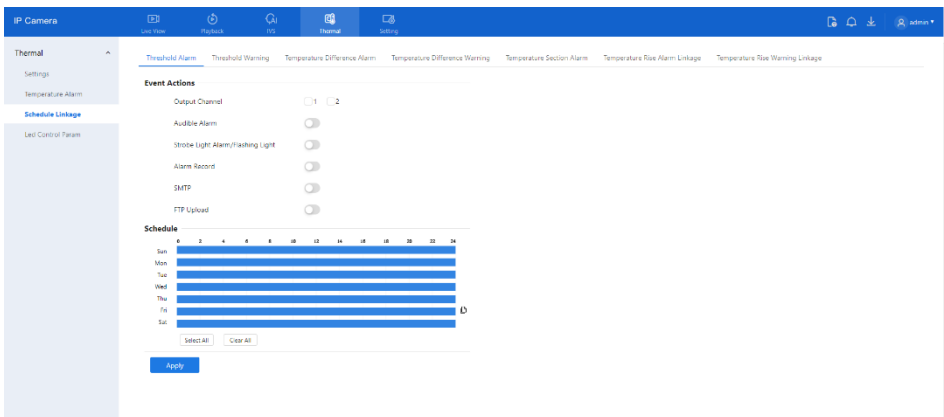 IP Camera
Live View Playback IVS Thermal Setting
admin
Thermal
Settings
Temperature Alarm
Schedule Linkage
Led Control Param
Threshold Alarm Threshold Warning Temperature Difference Alarm Temperature Difference Warning Temperature Section Alarm Temperature Rise Alarm Linkage Temperature Rise Warning Linkage
Event Actions
Output Channel 1 2
Audible Alarm
Strobe Light Alarm/Flashing Light
Alarm Record
SMTP
FTP Upload
Schedule
0 2 4 6 8 10 12 14 16 18 20 22 24
Sun
Mon
Tue
Wed
Thu
Fri
Sat
Select All Clear All
Apply